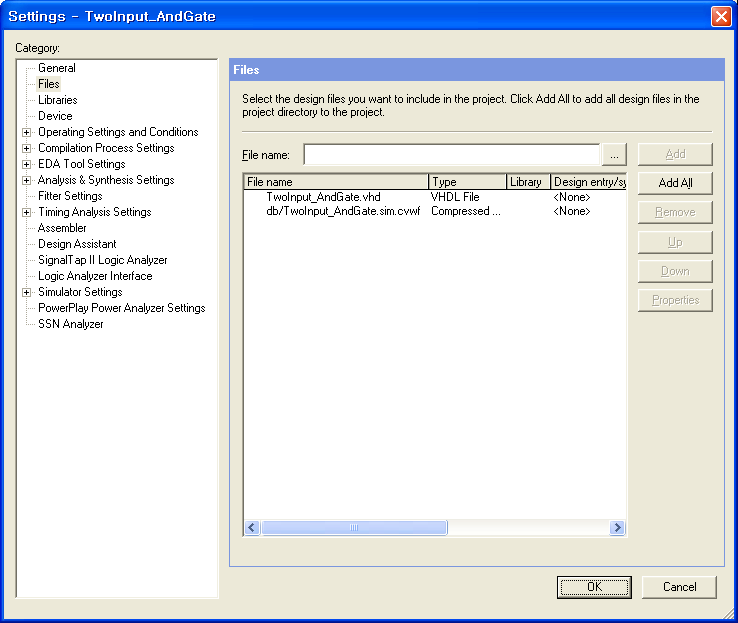 Settings - TwoInput_AndGate
Category:
General
Files
Libraries
Device
Operating Settings and Conditions
Compilation Process Settings
EDA Tool Settings
Analysis & Synthesis Settings
Fitter Settings
Timing Analysis Settings
Assembler
Design Assistant
SignalTap II Logic Analyzer
Logic Analyzer Interface
Simulator Settings
PowerPlay Power Analyzer Settings
SSN Analyzer
Files
Select the design files you want to include in the project. Click Add All to add all design files in the
project directory to the project.
File name: ... Add
File name Type Library Design entry/sy Add All
TwoInput_AndGate.vhd VHDL File <None>
db/TwoInput_AndGate.sim.cvwf Compressed ... <None>
Remove
Up
Down
Properties
OK Cancel